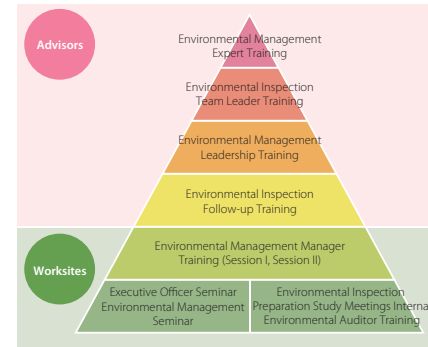 Advisors
Environmental Management
Expert Training
Environmental Inspection
Team Leader Training
Environmental Management
Leadership Training
Environmental Inspection
Follow-up Training
Worksites
Environmental Management Manager
Training (Session I, Session II)
Executive Officer Seminar
Environmental Management
Seminar
Environmental Inspection
Preparation Study Meetings Interna
Environmental Auditor Training